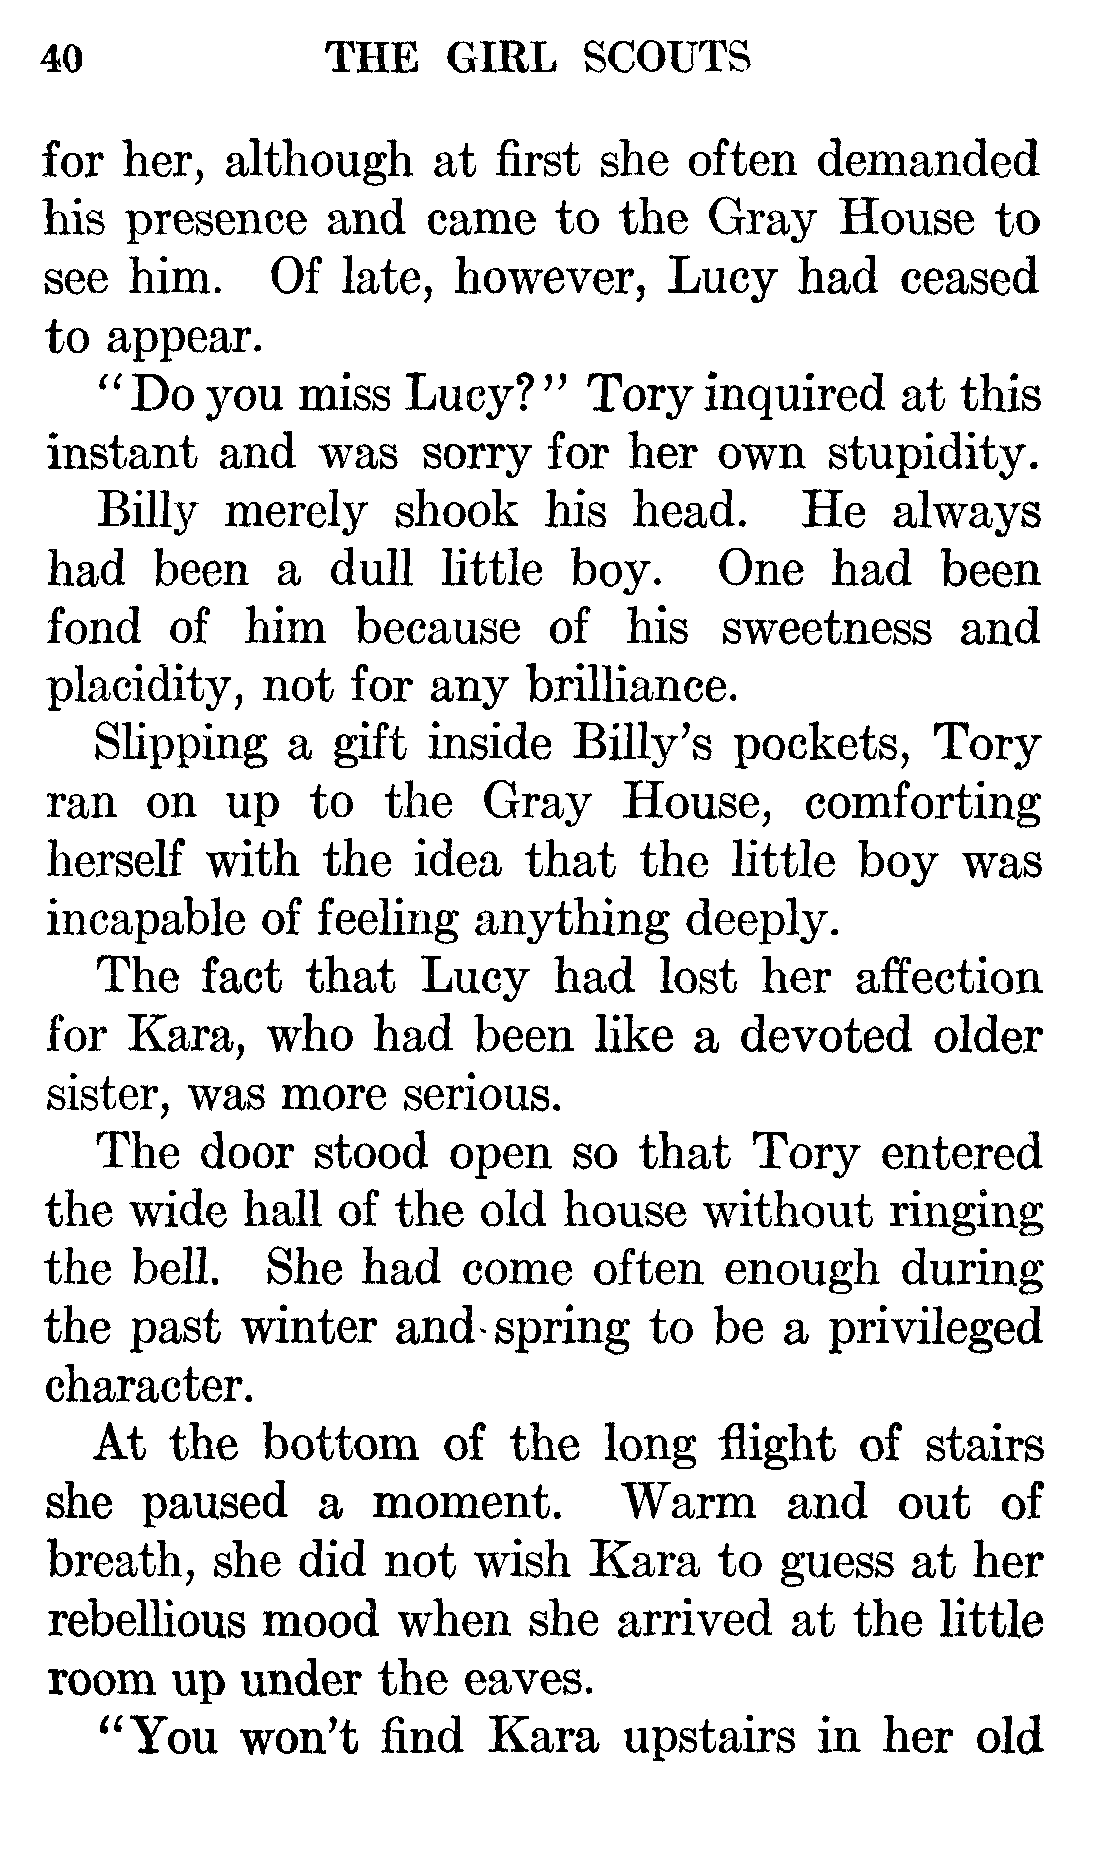 40 THE GIRL SCOUTS
for her, although at first she often demanded
his presence and came to the Gray House to
see him. Of late, however, Lucy had ceased
to appear.
"Do you miss Lucy?" Tory inquired at this
instant and was sorry for her own stupidity.
Billy merely shook his head. He always
had been a dull little boy. One had been
fond of him because of his sweetness and
placidity, not for any brilliance.
Slipping a gift inside Billy's pockets, Tory
ran on up to the Gray House, comforting
herself with the idea that the little boy was
incapable of feeling anything deeply.
The fact that Lucy had lost her affection
for Kara, who had been like a devoted older
sister, was more serious.
The door stood open so that Tory entered
the wide hall of the old house without ringing
the bell. She had come often enough during
the past winter and spring to be a privileged
character.
At the bottom of the long flight of stairs
she paused a moment. Warm and out of
breath, she did not wish Kara to guess at her
rebellious mood when she arrived at the little
room up under the eaves.
"You won't find Kara upstairs in her old